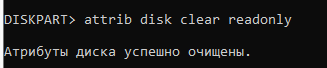 DISKPART> attrib disk clear readonly
Атрибуты диска успешно очищены.